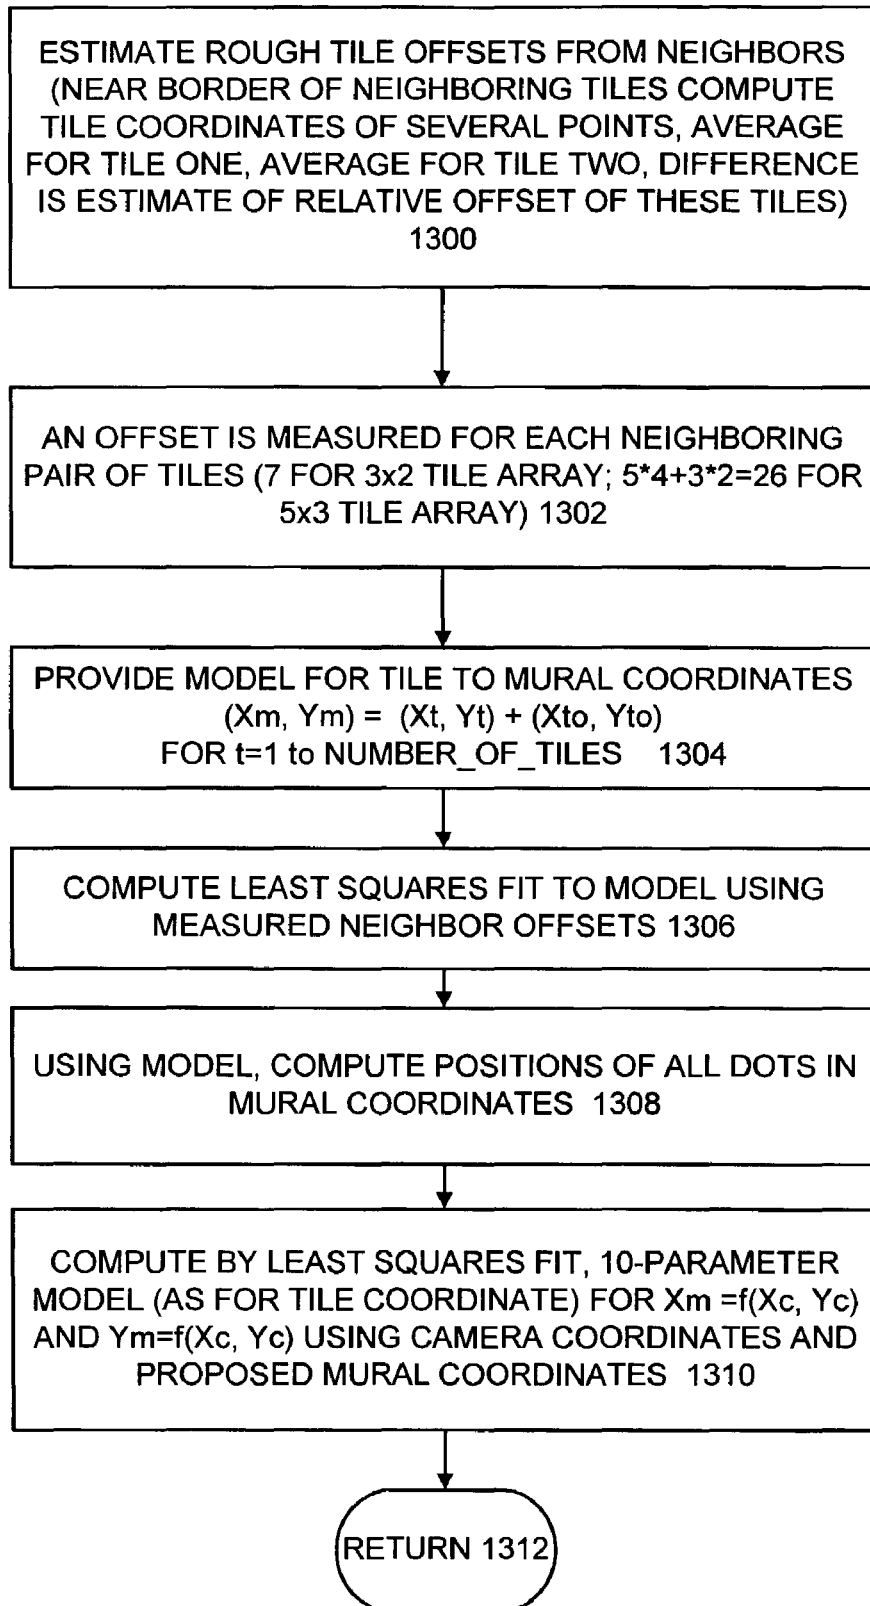 ESTIMATE ROUGH TILE OFFSETS FROM NEIGHBORS
(NEAR BORDER OF NEIGHBORING TILES COMPUTE
TILE COORDINATES OF SEVERAL POINTS, AVERAGE
FOR TILE ONE, AVERAGE FOR TILE TWO, DIFFERENCE
IS ESTIMATE OF RELATIVE OFFSET OF THESE TILES)
1300
AN OFFSET IS MEASURED FOR EACH NEIGHBORING
PAIR OF TILES (7 FOR 3x2 TILE ARRAY; 5*4+3*2=26 FOR
5x3 TILE ARRAY) 1302
PROVIDE MODEL FOR TILE TO MURAL COORDINATES
(Xm, Ym) = (Xt, Yt) + (Xto, Yto)
FOR t=1 to NUMBER_OF_TILES 1304
COMPUTE LEAST SQUARES FIT TO MODEL USING
MEASURED NEIGHBOR OFFSETS 1306
USING MODEL, COMPUTE POSITIONS OF ALL DOTS IN
MURAL COORDINATES 1308
COMPUTE BY LEAST SQUARES FIT, 10-PARAMETER
MODEL (AS FOR TILE COORDINATE) FOR Xm =f(Xc, Yc)
AND Ym=f(Xc, Yc) USING CAMERA COORDINATES AND
PROPOSED MURAL COORDINATES 1310
RETURN 1312